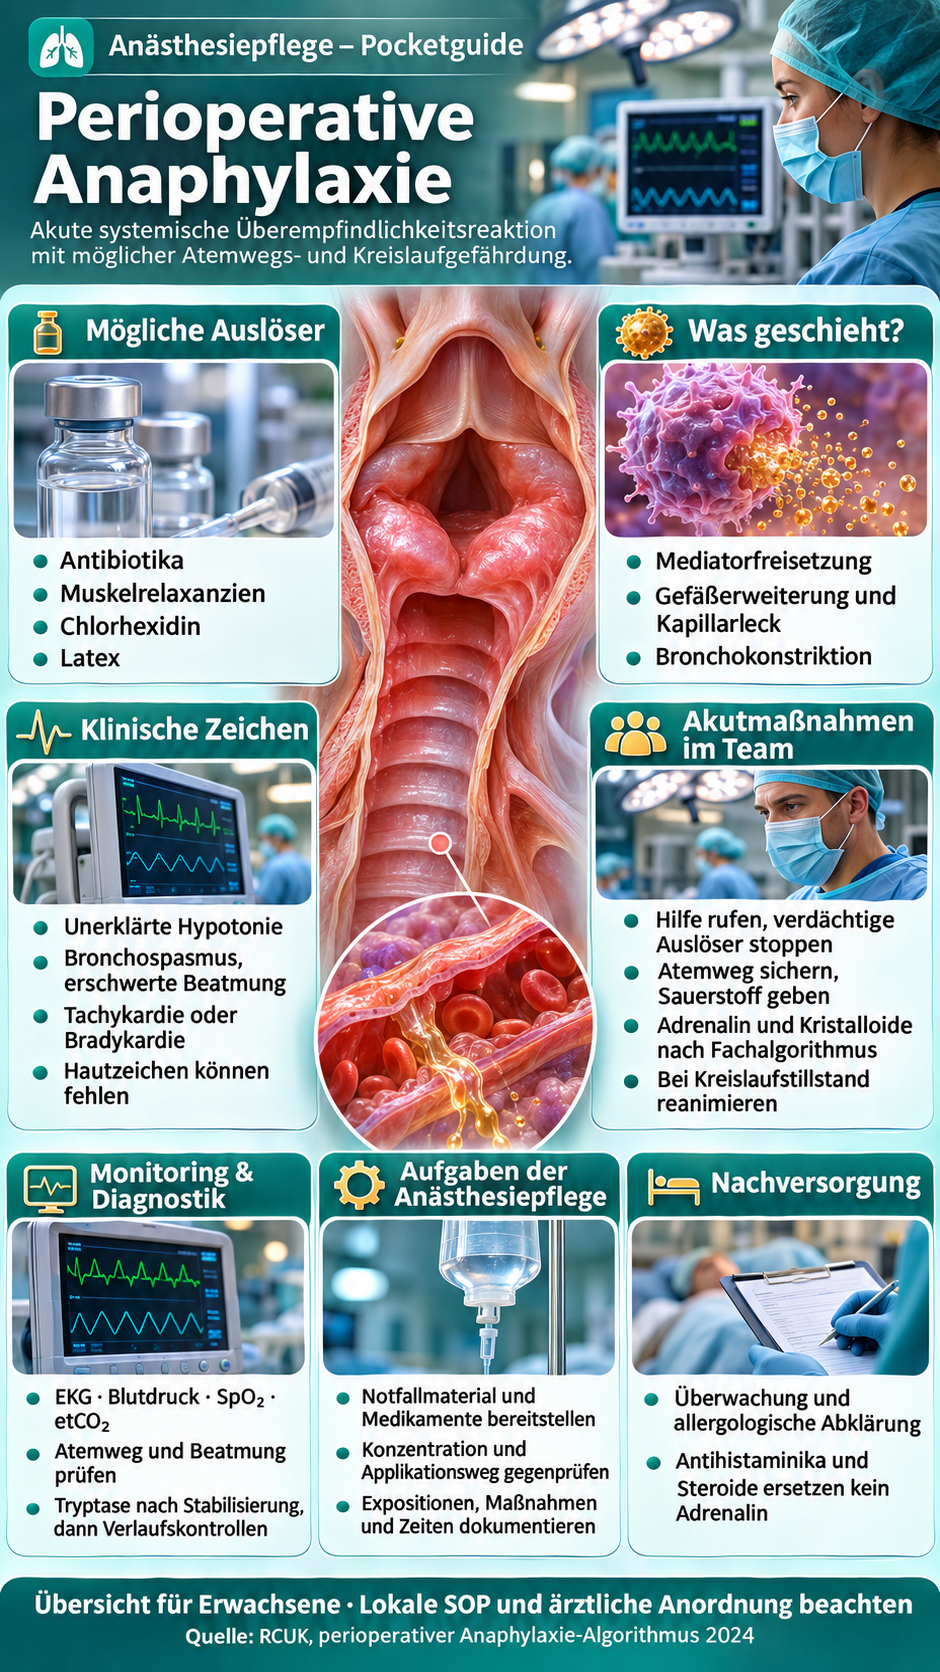 Anästhesiepflege – Pocketguide
Perioperative
Anaphylaxie
Akute systemische Überempfindlichkeitsreaktion
mit möglicher Atemwegs- und Kreislaufgefährdung.
Mögliche Auslöser
Antibiotika
Muskelrelaxanzien
Chlorhexidin
Latex
Was geschieht?
Mediatorfreisetzung
Gefäßerweiterung und
Kapillarleck
Bronchokonstriktion
Klinische Zeichen
Unerklärte Hypotonie
Bronchospasmus,
erschwerte Beatmung
Tachykardie oder
Bradykardie
Hautzeichen können
fehlen
Akutmaßnahmen
im Team
Hilfe rufen, verdächtige
Auslöser stoppen
Atemweg sichern,
Sauerstoff geben
Adrenalin und Kristalloide
nach Fachalgorithmus
Bei Kreislaufstillstand
reanimieren
Monitoring &
Diagnostik
EKG · Blutdruck · SpO₂ ·
etCO₂
Atemweg und Beatmung
prüfen
Tryptase nach Stabilisierung,
dann Verlaufskontrollen
Aufgaben der
Anästhesiepflege
Notfallmaterial und
Medikamente bereitstellen
Konzentration und
Applikationsweg gegenprüfen
Expositionen, Maßnahmen
und Zeiten dokumentieren
Nachversorgung
Überwachung und
allergologische Abklärung
Antihistaminika und
Steroide ersetzen kein
Adrenalin
Übersicht für Erwachsene · Lokale SOP und ärztliche Anordnung beachten
Quelle: RCUK, perioperativer Anaphylaxie-Algorithmus 2024